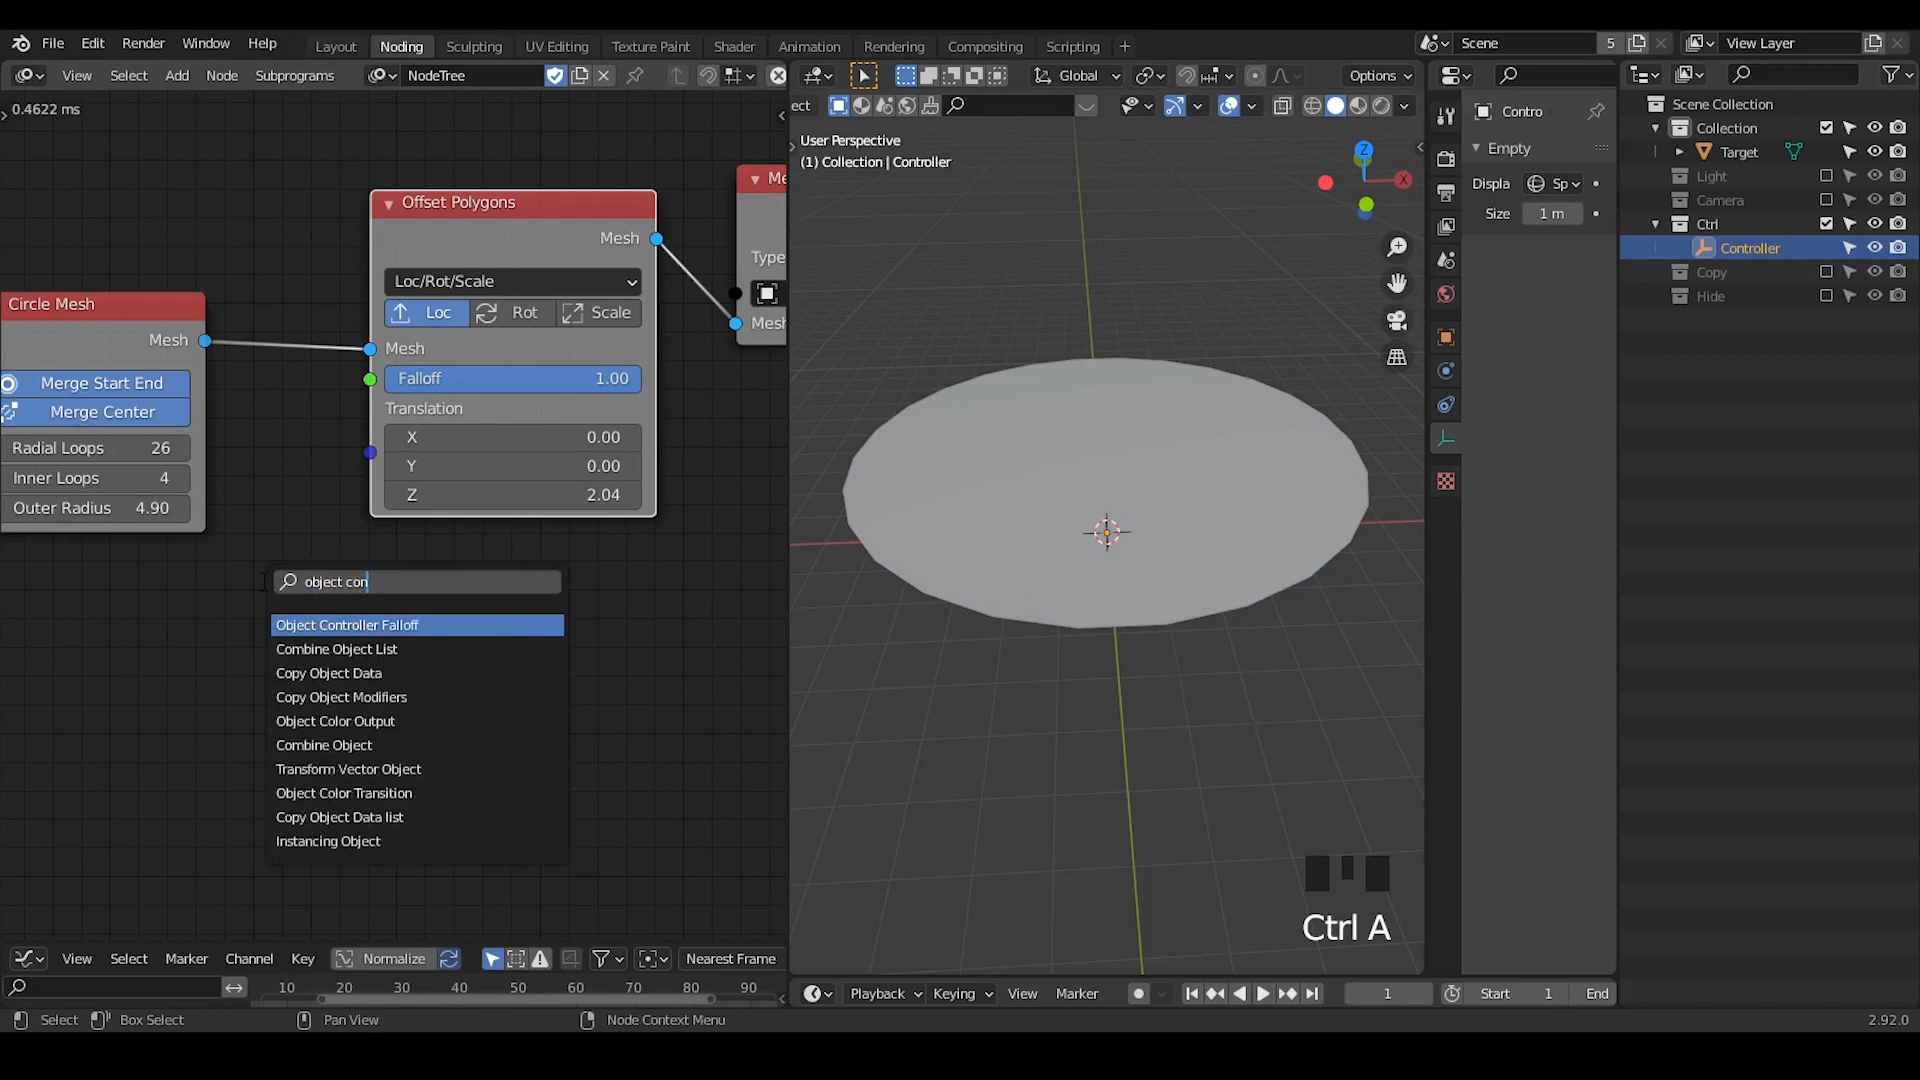 File Edit Render Window Help Layout Noding Sculpting UV Editing Texture Paint Shader Animation Rendering Compositing Scripting + Scene 5 View Layer
View Select Add Node Subprograms NodeTree Global Options
0.4622 ms
ect
User Perspective
(1) Collection | Controller
Z
X
Offset Polygons
Mesh
Loc/Rot/Scale
Loc Rot Scale
Mesh
Falloff 1.00
Translation
X 0.00
Y 0.00
Z 2.04
Circle Mesh
Mesh
Merge Start End
Merge Center
Radial Loops 26
Inner Loops 4
Outer Radius 4.90
Me
Type
Mesh
object con
Object Controller Falloff
Combine Object List
Copy Object Data
Copy Object Modifiers
Object Color Output
Combine Object
Transform Vector Object
Object Color Transition
Copy Object Data list
Instancing Object
Ctrl A
Contro
Empty
Displa Sp
Size 1 m
Scene Collection
Collection
Target
Light
Camera
Ctrl
Controller
Copy
Hide
View Select Marker Channel Key Normalize Nearest Frame
10 20 30 40 50 60 70 80 90
Playback Keying View Marker 1 Start 1 End
Select Box Select Pan View Node Context Menu 2.92.0